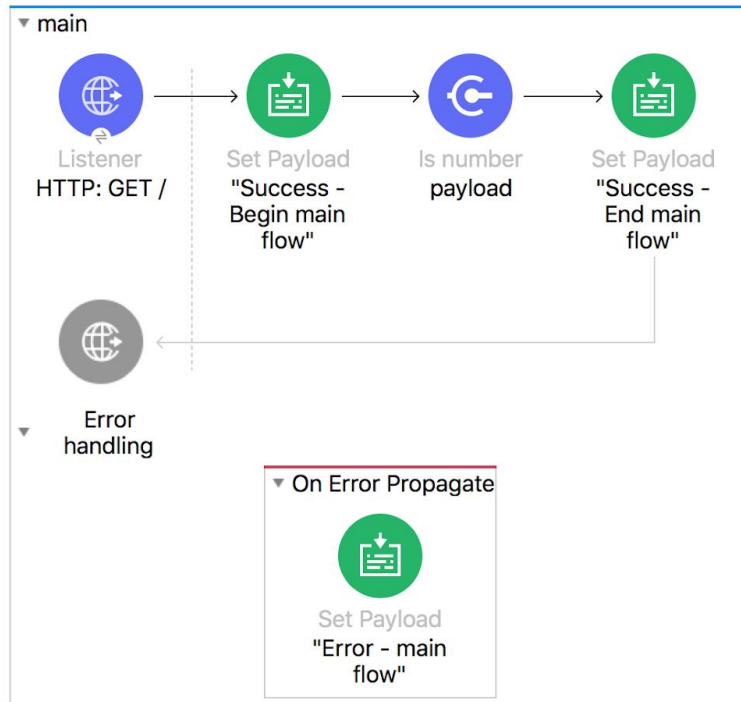 main
Listener
HTTP: GET /
Set Payload
"Success -
Begin main
flow"
Is number
payload
Set Payload
"Success -
End main
flow"
Error
handling
On Error Propagate
Set Payload
"Error - main
flow"